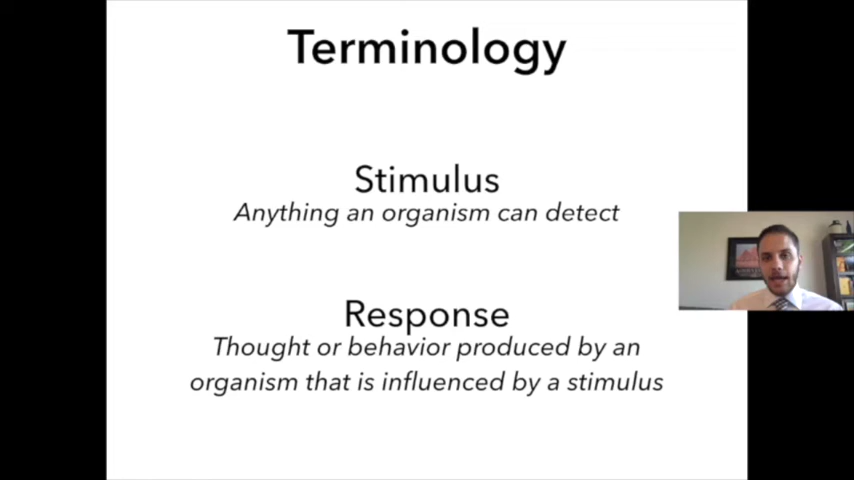 Terminology
Stimulus
Anything an organism can detect
Response
Thought or behavior produced by an
organism that is influenced by a stimulus